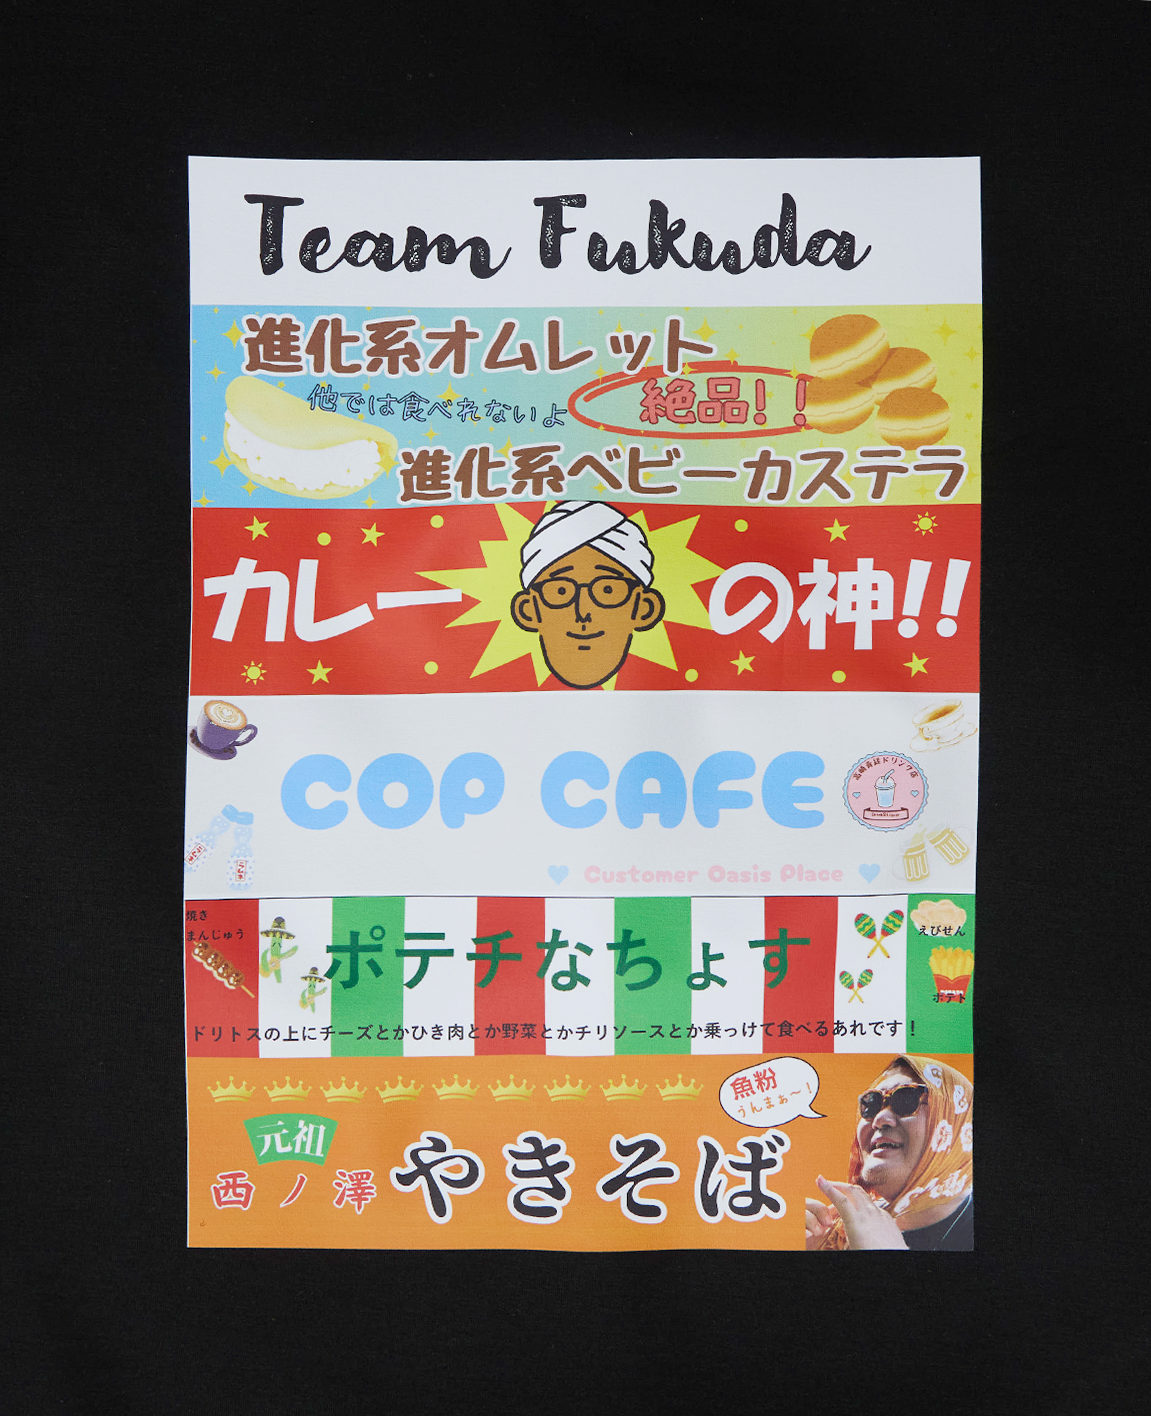 Team Fukuda
進化系オムレット
他では食べれないよ
絶品!!
進化系ベビーカステラ
カレーの神!!
COP CAFE
Customer Oasis Place
ラムネ
焼き
まんじゅう
ポテチなちょす
えびせん
ポテト
ドリトスの上にチーズとかひき肉とか野菜とかチリソースとか乗っけて食べるあれです!
魚粉
うんまぁ〜!
元祖
西ノ澤
やきそば